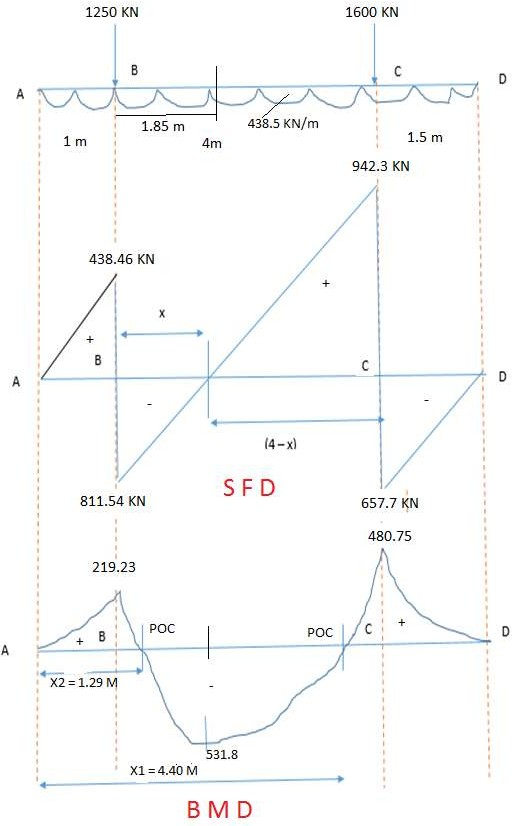 1250 KN
1600 KN
A
B
C
D
1 m
1.85 m
4m
438.5 KN/m
1.5 m
942.3 KN
438.46 KN
x
+
+
A
B
C
D
-
-
(4-x)
S F D
811.54 KN
657.7 KN
480.75
219.23
POC
POC
A
+
B
C
+
D
X2 = 1.29 M
-
531.8
X1 = 4.40 M
B M D